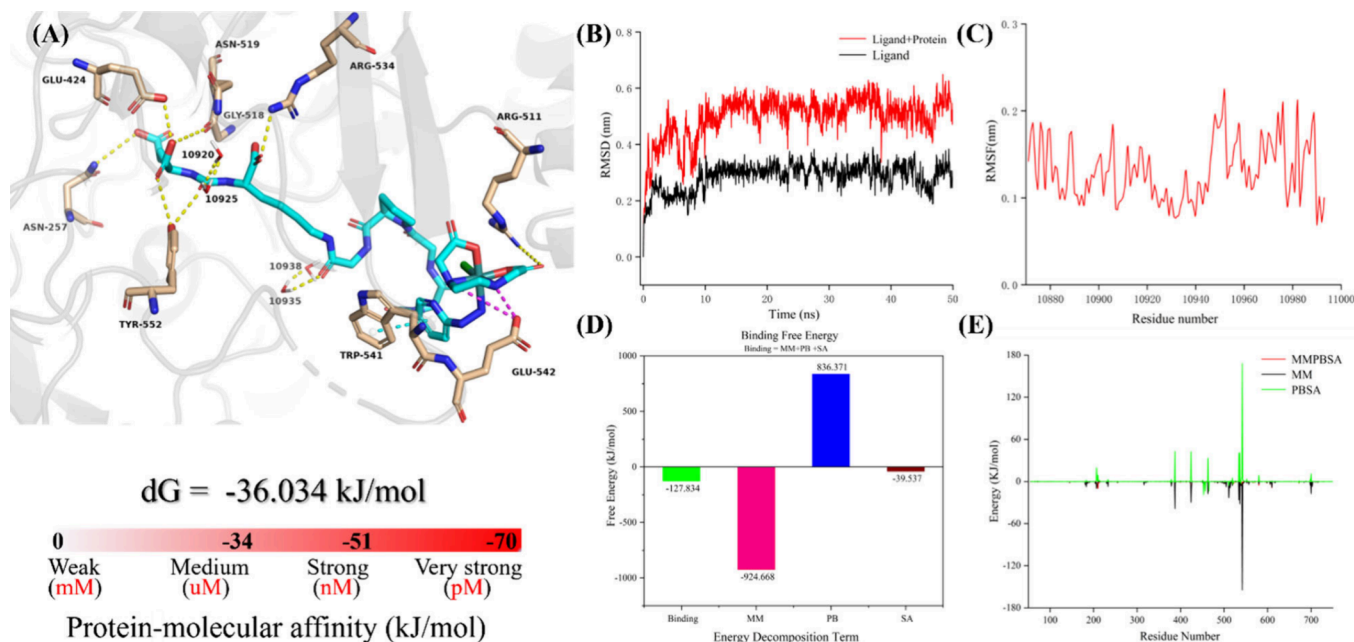 (A)
ASN-519
GLU-424
ARG-534
GLY-518
ARG-511
10920
10925
ASN-257
10938
10935
TYR-552
TRP-541
GLU-542
dG = -36.034 kJ/mol
0 -34 -51 -70
Weak Medium Strong Very strong
(mM) (uM) (nM) (pM)
Protein-molecular affinity (kJ/mol)
(B)
Ligand+Protein
Ligand
RMSD (nm)
0.8
0.6
0.4
0.2
0.0
0 10 20 30 40 50
Time (ns)
(C)
RMSF(nm)
0.3
0.2
0.1
0.0
10880 10900 10920 10940 10960 10980 11000
Residue number
(D)
Binding Free Energy
Binding = MM+PB +SA
Free Energy (kJ/mol)
1000
500
0
-500
-1000
836.371
-127.834
-39.537
-924.668
Binding MM PB SA
Energy Decomposition Term
(E)
MMPBSA
MM
PBSA
Energy (KJ/mol)
180
120
60
0
-60
-120
-180
100 200 300 400 500 600 700
Residue Number